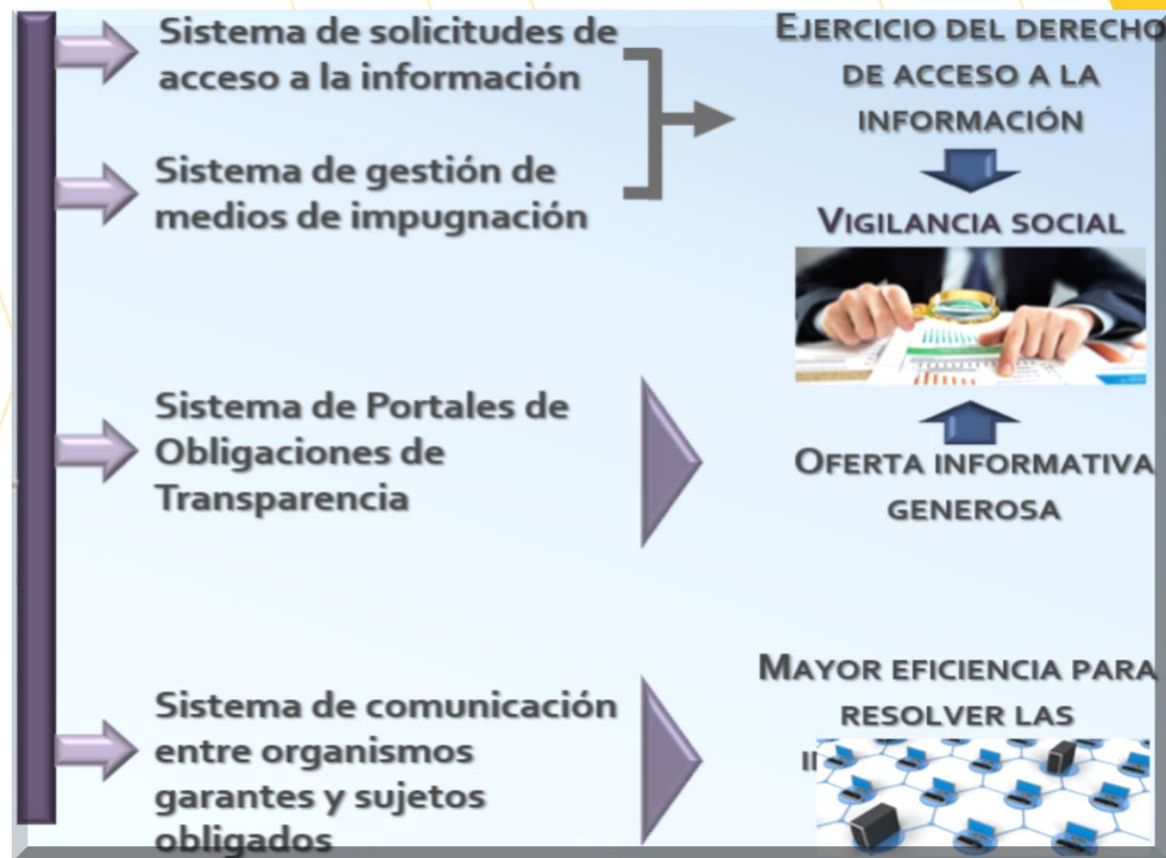 Sistema de solicitudes de
acceso a la información
Sistema de gestión de
medios de impugnación
Sistema de Portales de
Obligaciones de
Transparencia
Sistema de comunicación
entre organismos
garantes y sujetos
obligados
EJERCICIO DEL DERECHO
DE ACCESO A LA
INFORMACIÓN
VIGILANCIA SOCIAL
OFERTA INFORMATIVA
GENEROSA
MAYOR EFICIENCIA PARA
RESOLVER LAS